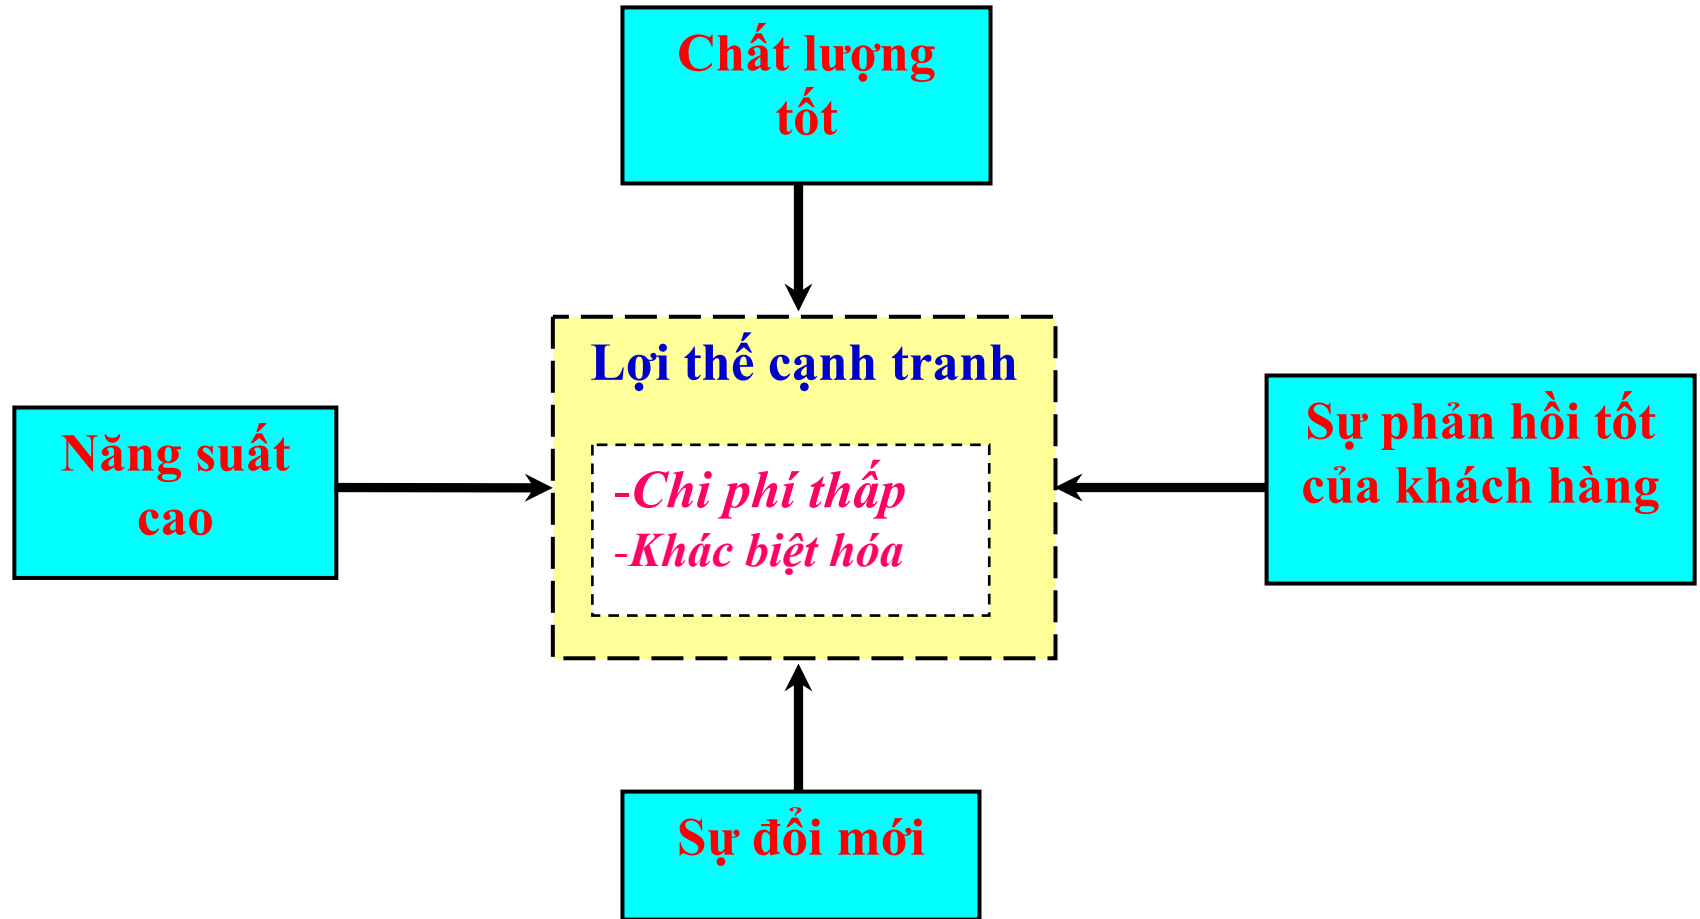 Chất lượng
tốt
Lợi thế cạnh tranh
-Chi phí thấp
-Khác biệt hóa
Năng suất
cao
Sự phản hồi tốt
của khách hàng
Sự đổi mới